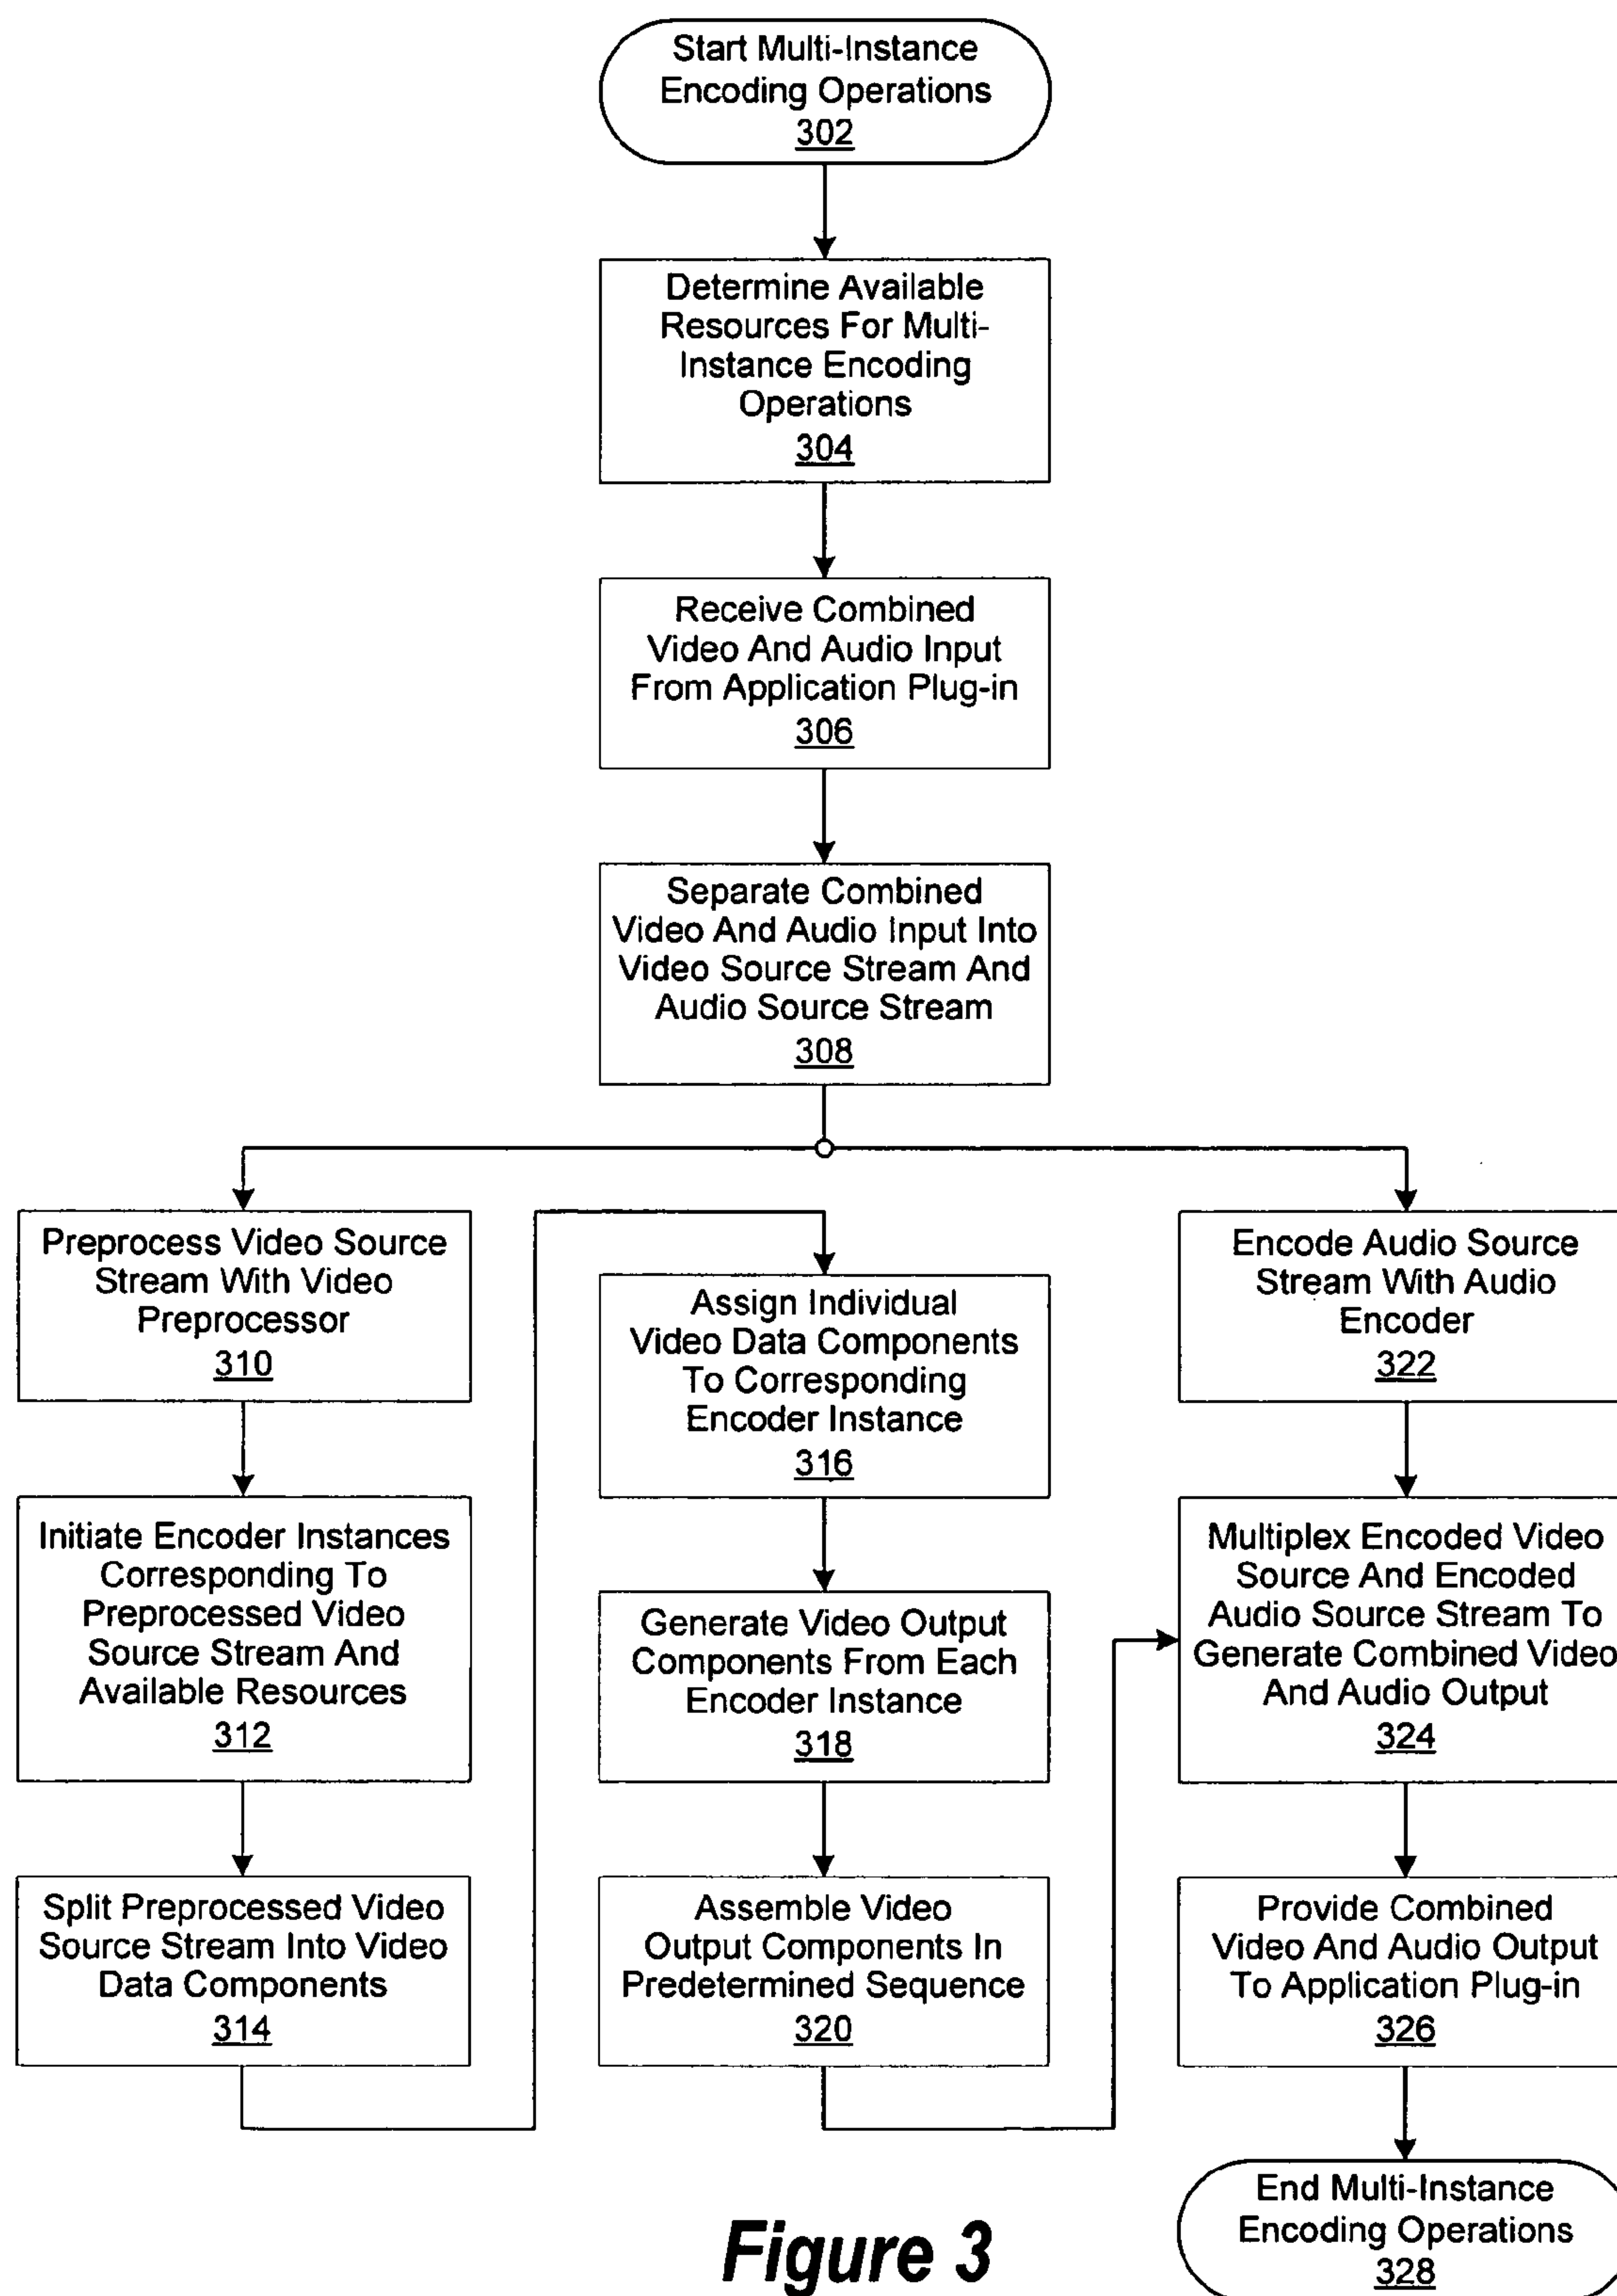 Start Multi-Instance
Encoding Operations
302
Determine Available
Resources For Multi-
Instance Encoding
Operations
304
Receive Combined
Video And Audio Input
From Application Plug-in
306
Separate Combined
Video And Audio Input Into
Video Source Stream And
Audio Source Stream
308
Preprocess Video Source
Stream With Video
Preprocessor
310
Initiate Encoder Instances
Corresponding To
Preprocessed Video
Source Stream And
Available Resources
312
Split Preprocessed Video
Source Stream Into Video
Data Components
314
Assign Individual
Video Data Components
To Corresponding
Encoder Instance
316
Generate Video Output
Components From Each
Encoder Instance
318
Assemble Video
Output Components In
Predetermined Sequence
320
Encode Audio Source
Stream With Audio
Encoder
322
Multiplex Encoded Video
Source And Encoded
Audio Source Stream To
Generate Combined Video
And Audio Output
324
Provide Combined
Video And Audio Output
To Application Plug-in
326
End Multi-Instance
Encoding Operations
328
Figure 3